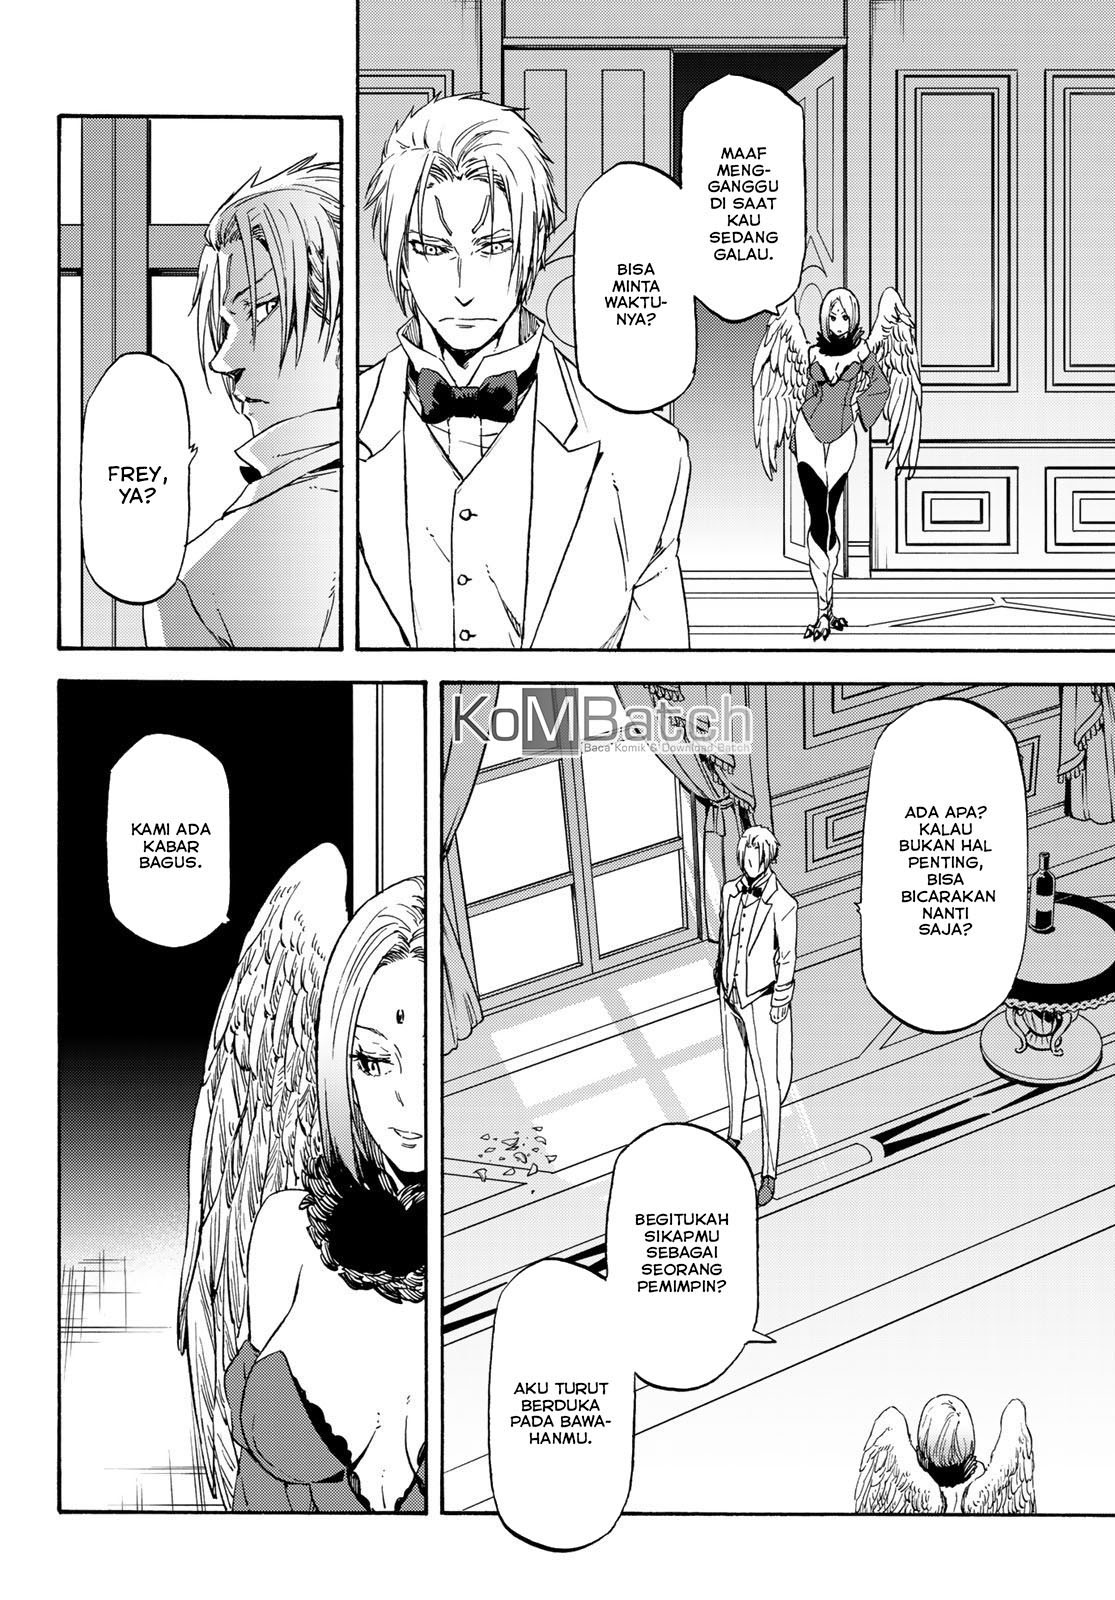 MAAF
MENG-
GANGGU
DI SAAT
KAU
SEDANG
GALAU.
BISA
MINTA
WAKTU-
NYA?
FREY,
YA?
KoMBatch
Baca Komik & Download Batch
ADA APA?
KALAU
BUKAN HAL
PENTING,
BISA
BICARAKAN
NANTI
SAJA?
BEGITUKAH
SIKAPMU
SEBAGAI
SEORANG
PEMIMPIN?
AKU TURUT
BERDUKA
PADA BAWA-
HANMU.
KAMI ADA
KABAR
BAGUS.